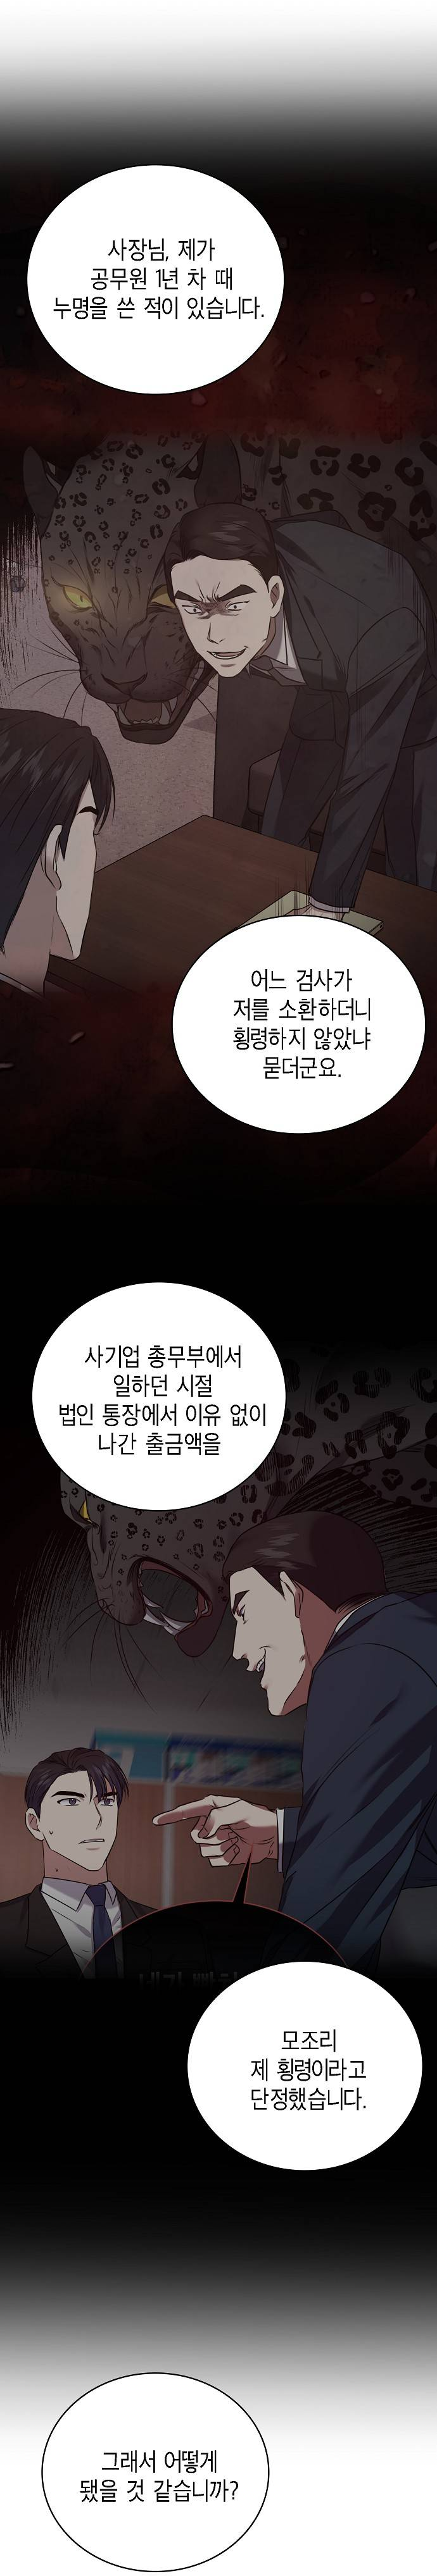 사장님, 제가
공무원 1년 차 때
누명을 쓴 적이 있습니다.
어느 검사가
저를 소환하더니
횡령하지 않았냐
묻더군요.
사기업 총무부에서
일하던 시절
법인 통장에서 이유 없이
나간 출금액을
모조리
제 횡령이라고
단정했습니다.
그래서 어떻게
됐을 것 같습니까?